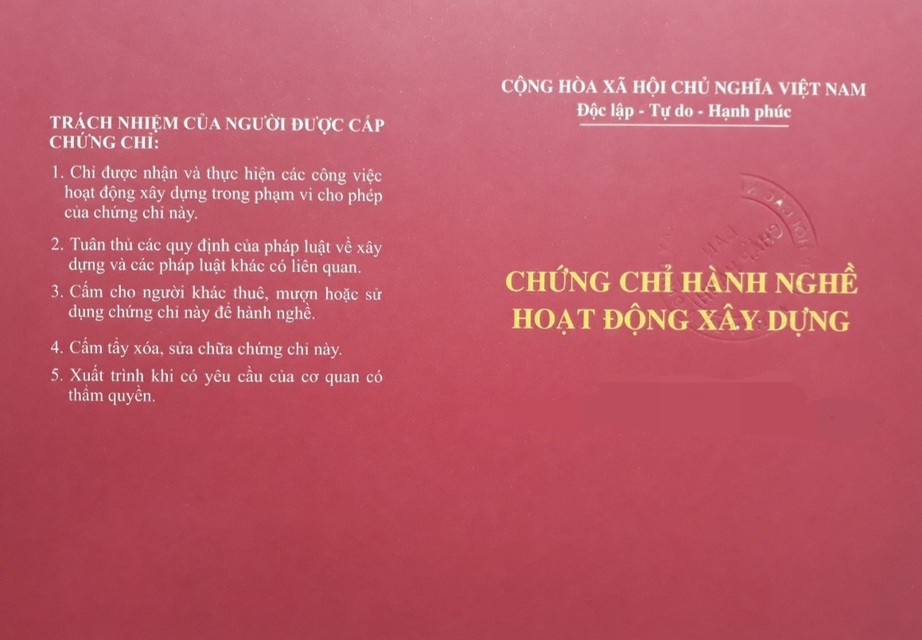 TRÁCH NHIỆM CỦA NGƯỜI ĐƯỢC CẤP
CHỨNG CHỈ:
1. Chỉ được nhận và thực hiện các công việc
hoạt động xây dựng trong phạm vi cho phép
của chứng chỉ này.
2. Tuân thủ các quy định của pháp luật về xây
dựng và các pháp luật khác có liên quan.
3. Cấm cho người khác thuê, mượn hoặc sử
dụng chứng chỉ này để hành nghề.
4. Cấm tẩy xóa, sửa chữa chứng chỉ này.
5. Xuất trình khi có yêu cầu của cơ quan có
thẩm quyền.
CỘNG HÒA XÃ HỘI CHỦ NGHĨA VIỆT NAM
Độc lập - Tự do - Hạnh phúc
CHỨNG CHỈ HÀNH NGHỀ
HOẠT ĐỘNG XÂY DỰNG